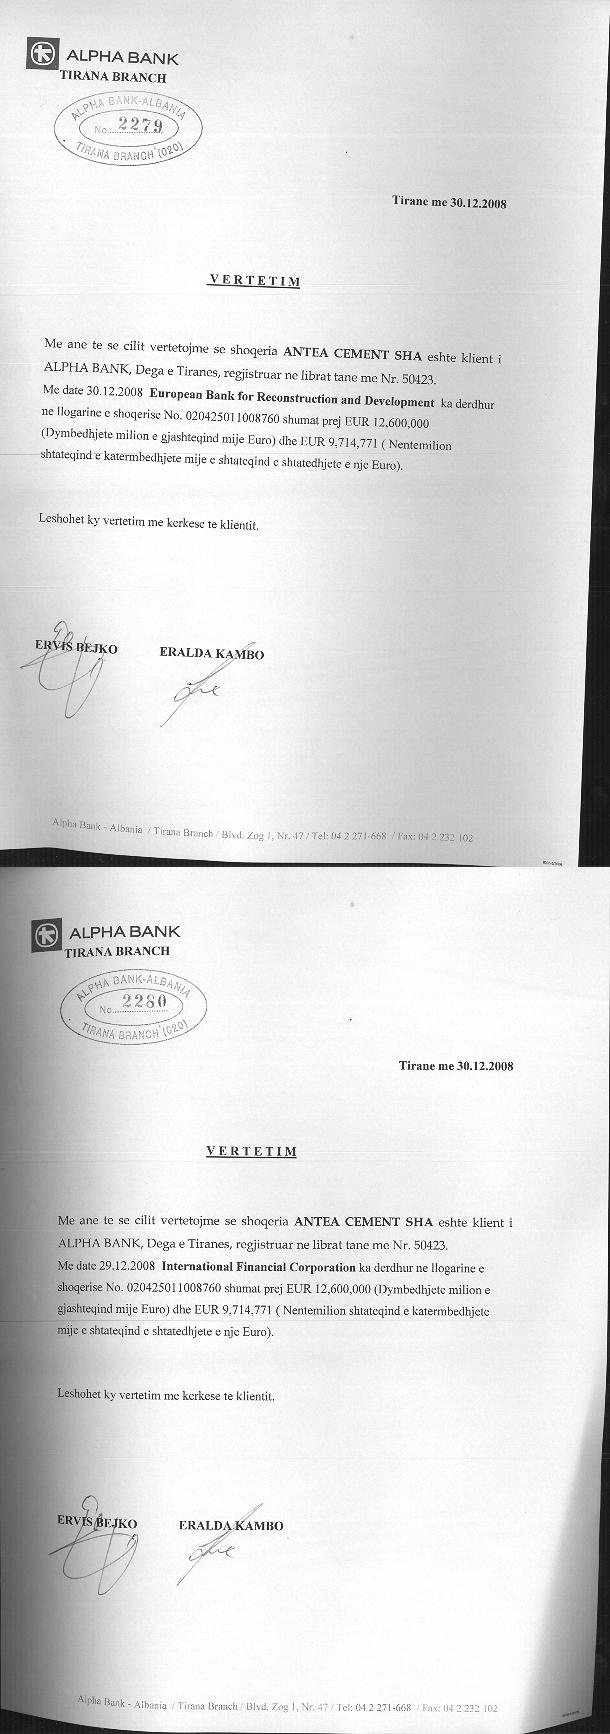 ALPHA BANK
TIRANA BRANCH
ALPHA BANK-ALBANIA
No. 2279
TIRANA BRANCH (020)
Tirane me 30.12.2008
VERTETIM
Me ane te se cilit vertetojme se shoqeria ANTEA CEMENT SHA eshte klient i
ALPHA BANK, Dega e Tiranes, regjistruar ne librat tane me Nr. 50423.
Me date 30.12.2008 European Bank for Reconstruction and Development ka derdhur
ne llogarine e shoqerise No. 020425011008760 shumat prej EUR 12,600,000
(Dymbedhjete milion e gjashteqind mije Euro) dhe EUR 9,714,771 ( Nentemilion
shtateqind e katermbedhjete mije e shtateqind e shtatedhjete e nje Euro).
Leshohet ky vertetim me kerkese te klientit.
ERVIS BEJKO ERALDA KAMBO
Alpha Bank - Albania / Tirana Branch / Blvd. Zog 1, Nr. 47 / Tel: 04 2 271-668 / Fax: 04 2 232 102
ALPHA BANK
TIRANA BRANCH
ALPHA BANK-ALBANIA
No. 2280
TIRANA BRANCH (020)
Tirane me 30.12.2008
VERTETIM
Me ane te se cilit vertetojme se shoqeria ANTEA CEMENT SHA eshte klient i
ALPHA BANK, Dega e Tiranes, regjistruar ne librat tane me Nr. 50423.
Me date 29.12.2008 International Financial Corporation ka derdhur ne llogarine e
shoqerise No. 020425011008760 shumat prej EUR 12,600,000 (Dymbedhjete milion e
gjashteqind mije Euro) dhe EUR 9,714,771 ( Nentemilion shtateqind e katermbedhjete
mije e shtateqind e shtatedhjete e nje Euro).
Leshohet ky vertetim me kerkese te klientit.
ERVIS BEJKO ERALDA KAMBO
Alpha Bank - Albania / Tirana Branch / Blvd. Zog 1, Nr. 47 / Tel: 04 2 271-668 / Fax: 04 2 232 102